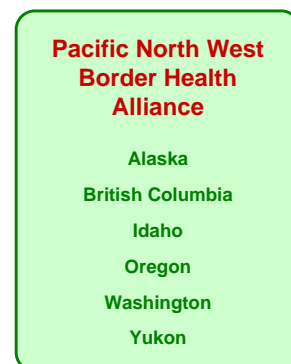 Pacific North West
Border Health
Alliance
Alaska
British Columbia
Idaho
Oregon
Washington
Yukon